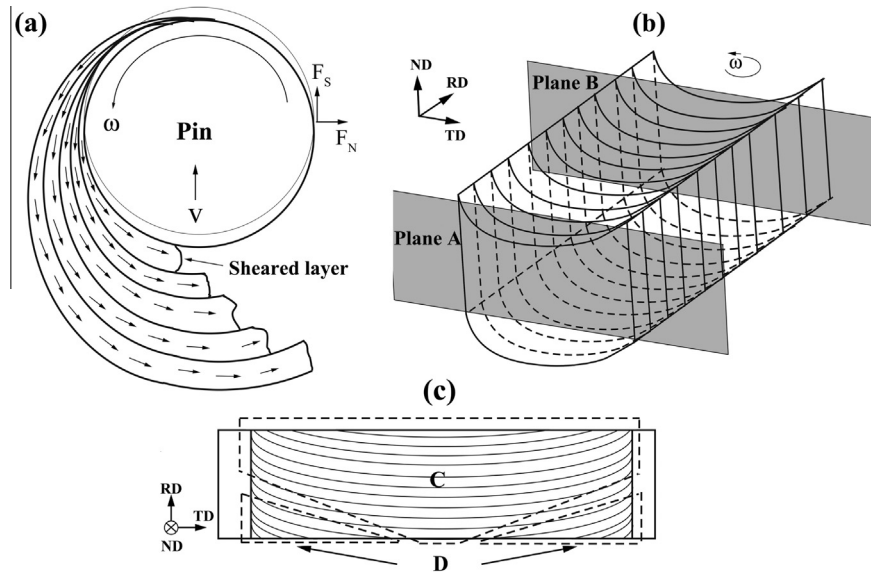 (a)
F_S
ω
Pin
F_N
V
Sheared layer
(b)
ω
ND
RD
TD
Plane B
Plane A
(c)
C
RD
TD
ND
D